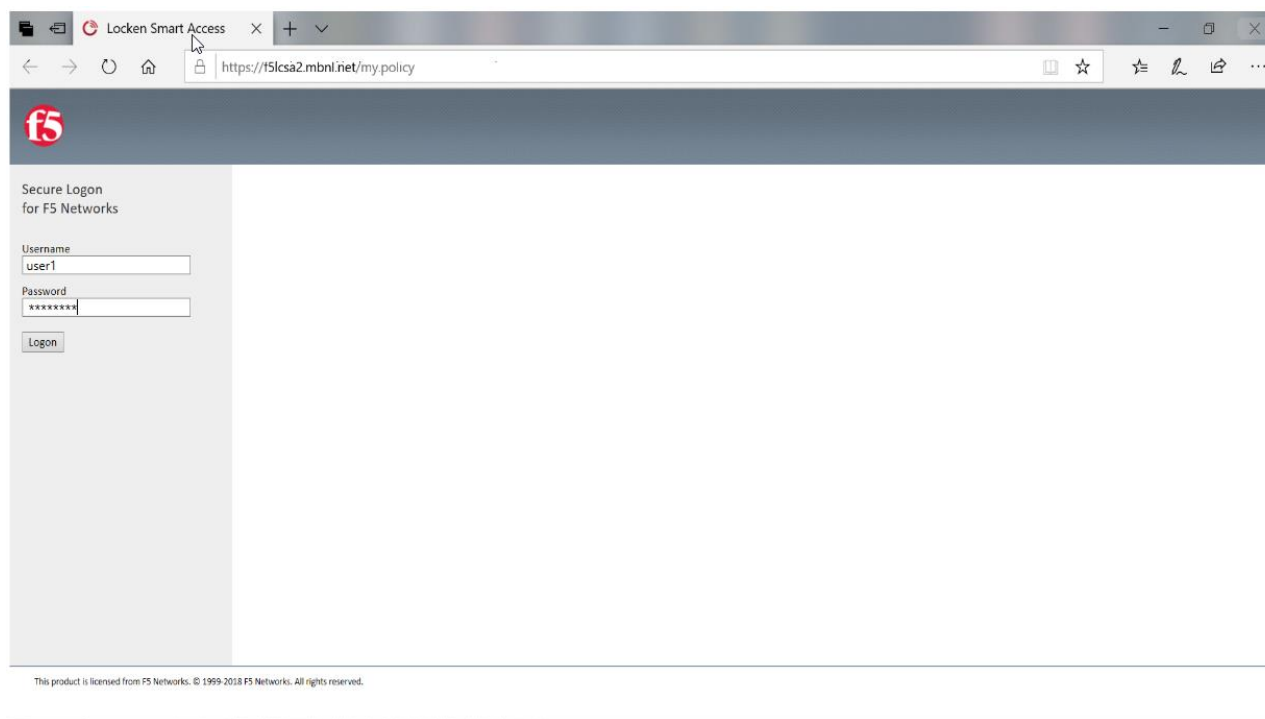 Locken Smart Access
https://f5lcsa2.mbnl.net/my.policy
f5
Secure Logon
for F5 Networks
Username
user1
Password
********
Logon
This product is licensed from F5 Networks. © 1999-2018 F5 Networks. All rights reserved.